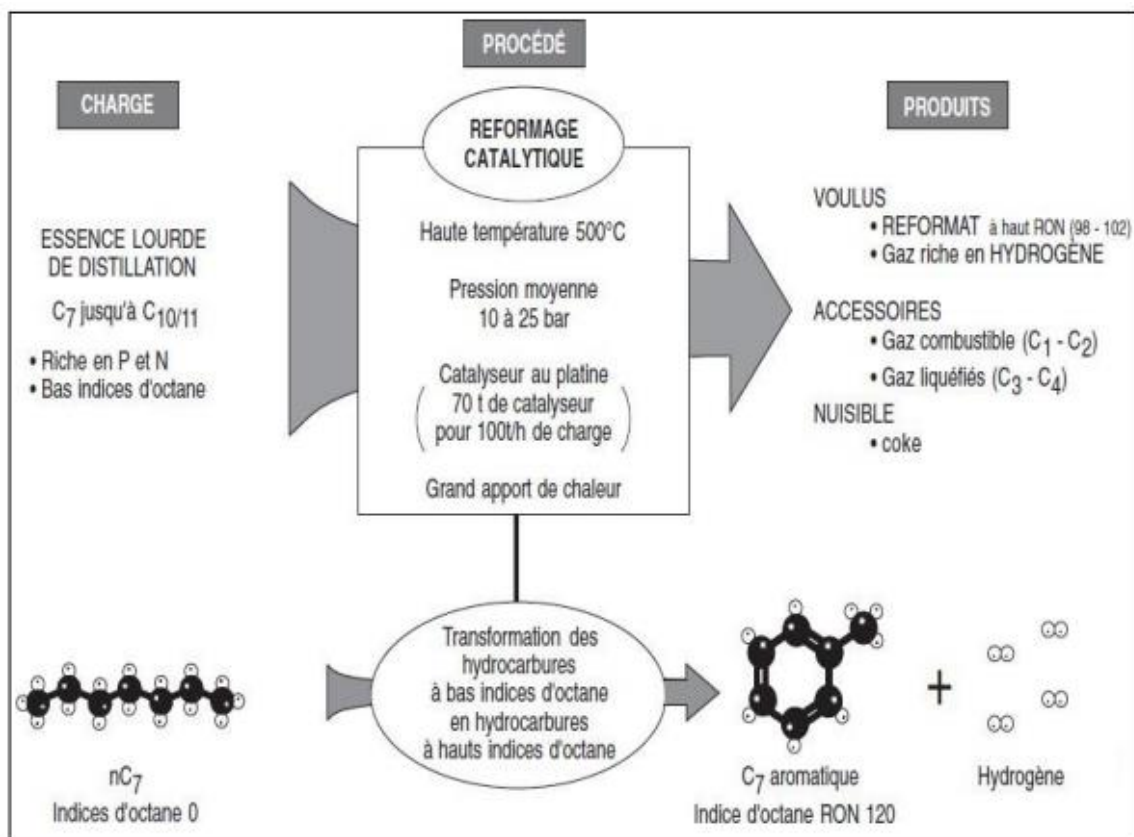 PROCÉDÉ
CHARGE
PRODUITS
REFORMAGE
CATALYTIQUE
ESSENCE LOURDE
DE DISTILLATION
C7 jusqu'à C10/11
• Riche en P et N
• Bas indices d'octane
Haute température 500°C
Pression moyenne
10 à 25 bar
Catalyseur au platine
70 t de catalyseur
pour 100t/h de charge
Grand apport de chaleur
VOULUS
• REFORMAT à haut RON (98 - 102)
• Gaz riche en HYDROGÈNE
ACCESSOIRES
• Gaz combustible (C1 - C2)
• Gaz liquéfiés (C3 - C4)
NUISIBLE
• coke
Transformation des
hydrocarbures
à bas indices d'octane
en hydrocarbures
à hauts indices d'octane
+
nC7
Indices d'octane 0
C7 aromatique
Indice d'octane RON 120
Hydrogène